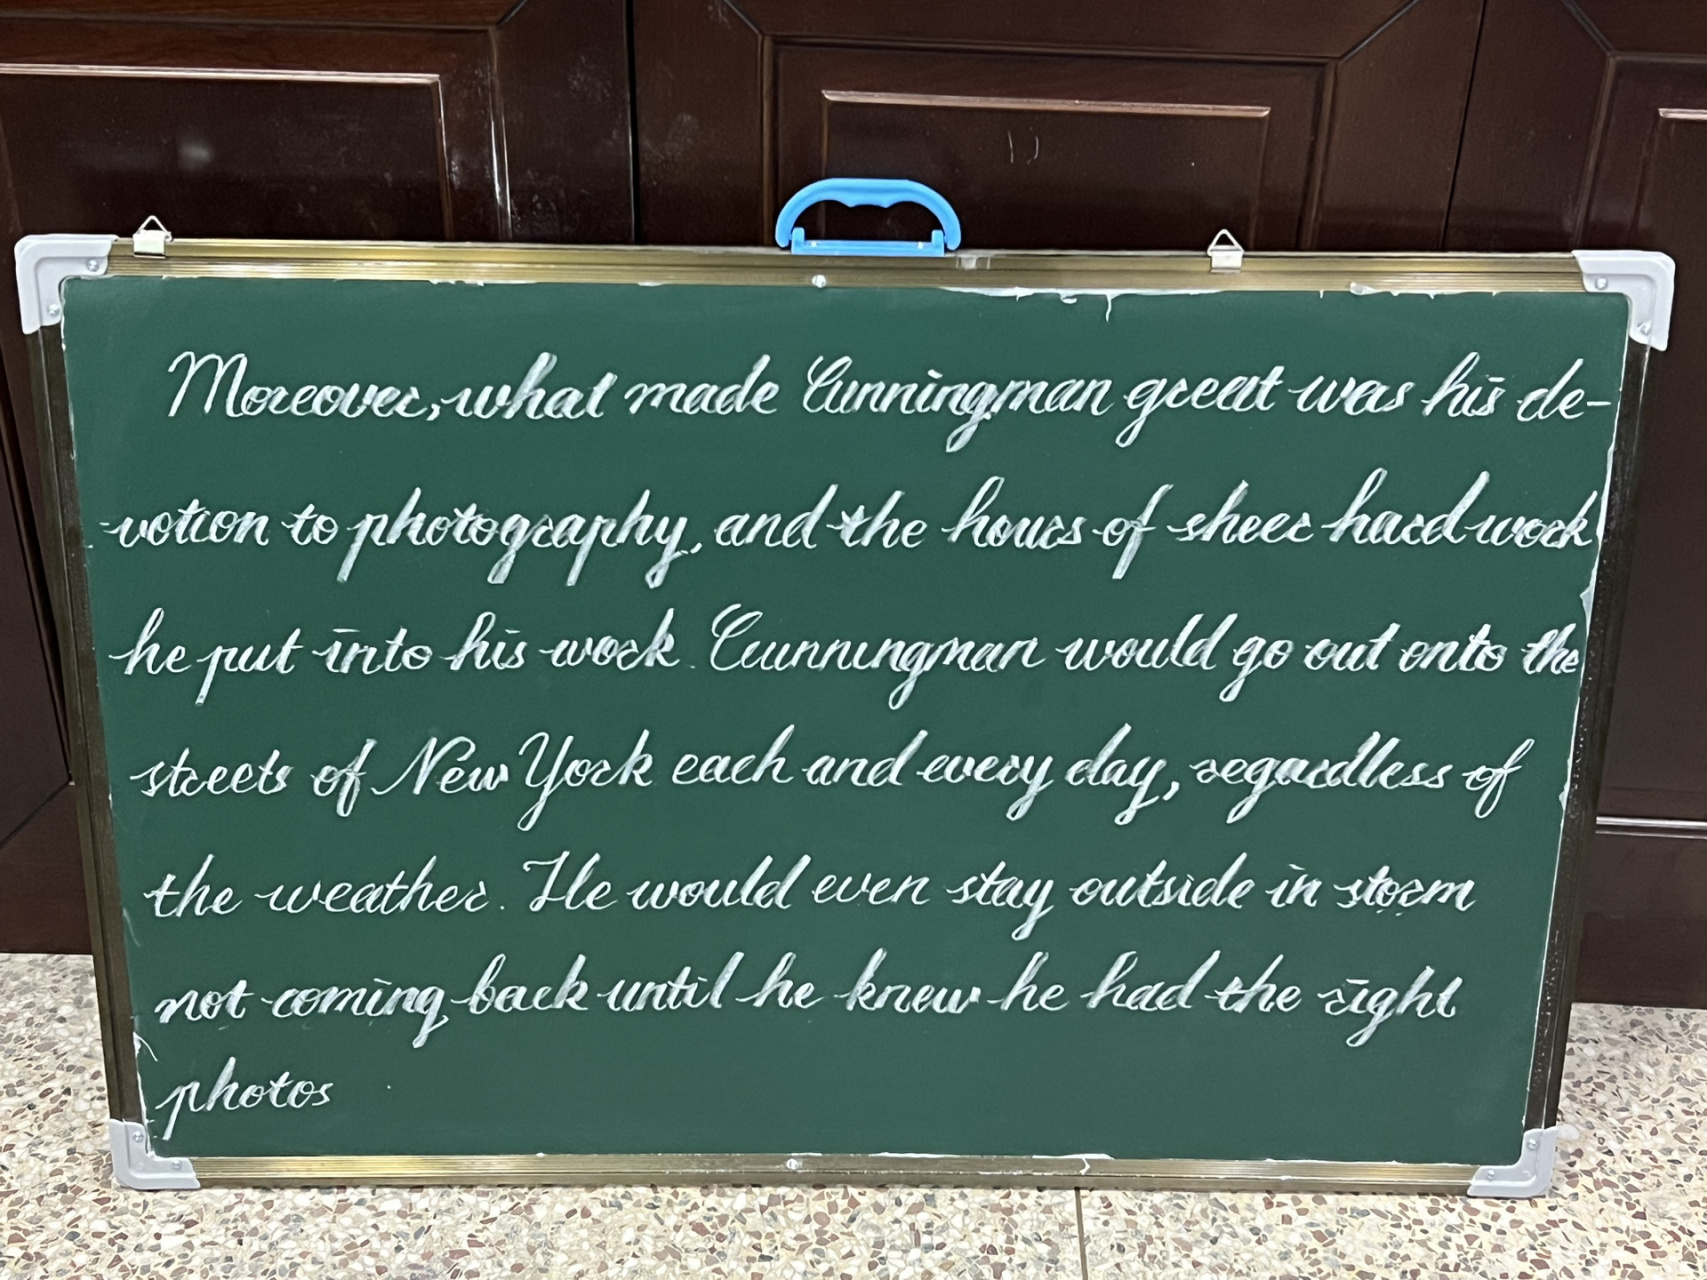 Moreover, what made Cunningman great was his de-
votion to photography, and the hours of sheer hard work
he put into his work. Cunningman would go out onto the
streets of New York each and every day, regardless of
the weather. He would even stay outside in storm
not coming back until he knew he had the right
photos